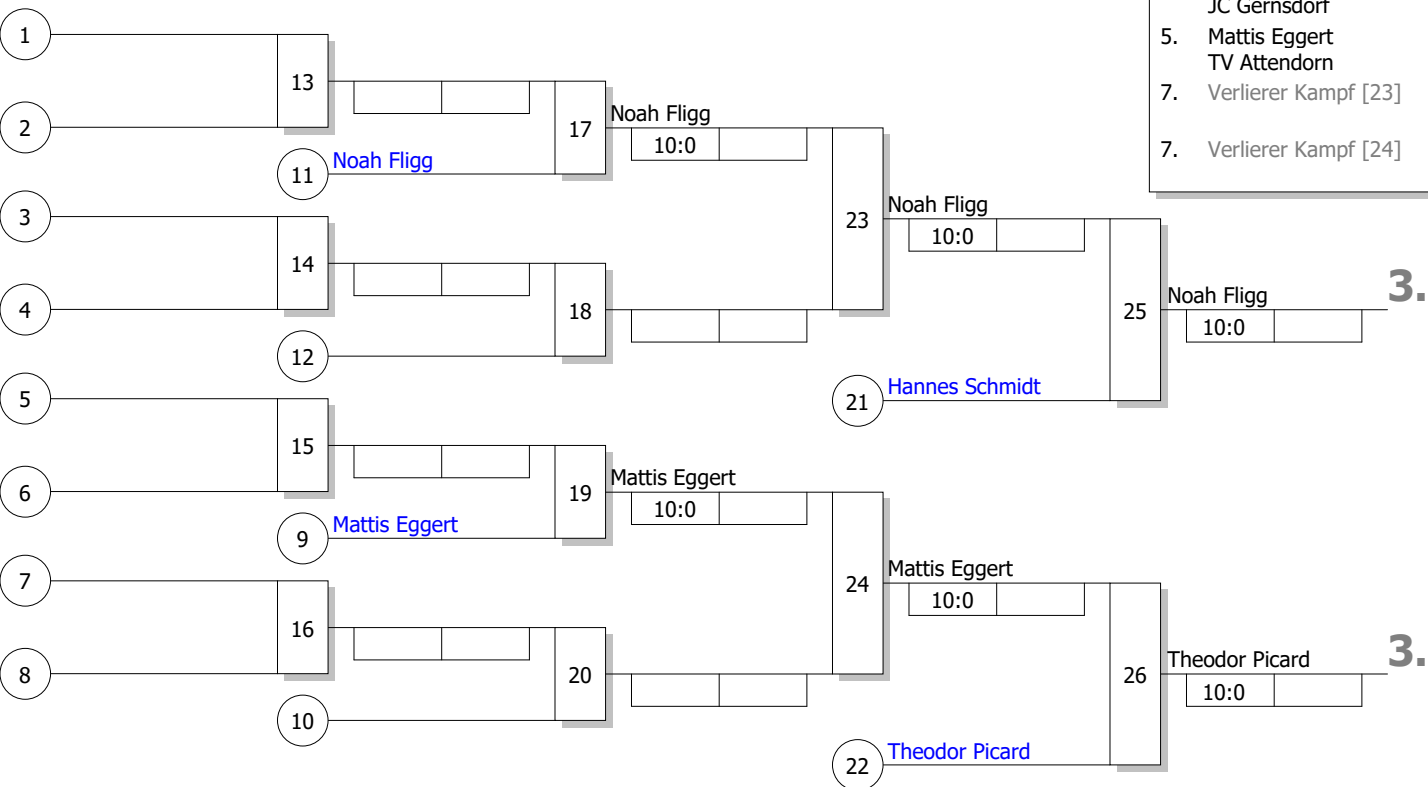 JC Gernsdorf
5. Mattis Eggert
TV Attendorn
7. Verlierer Kampf [23]
7. Verlierer Kampf [24]
1
13
2
17
Noah Fligg
10:0
11
Noah Fligg
3
23
Noah Fligg
10:0
14
4
18
25
Noah Fligg
3.
10:0
12
5
21
Hannes Schmidt
15
6
19
Mattis Eggert
10:0
9
Mattis Eggert
7
24
Mattis Eggert
10:0
16
8
20
26
Theodor Picard
3.
10:0
10
22
Theodor Picard